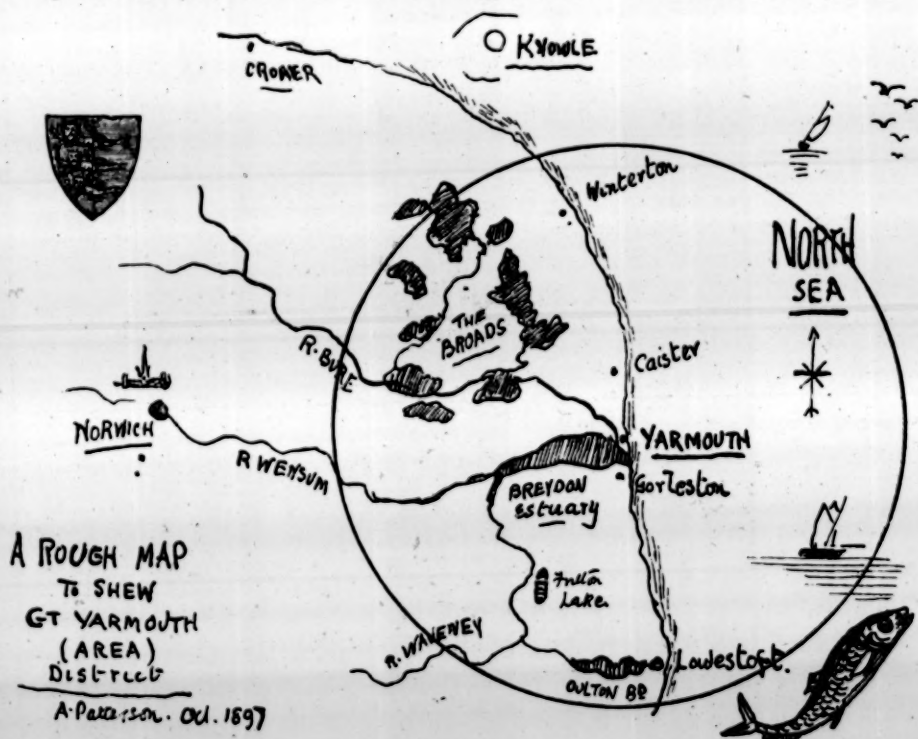 KNOWLE
CROMER
Winterton
NORTH
SEA
THE
BROADS
R. BURE
Caister
NORWICH
R WENSUM
YARMOUTH
Gorleston
BREYDON
Estuary
Fritton
Lake.
R. WAVENEY
Lowestoft.
OULTON BD
A ROUGH MAP
To SHEW
GT YARMOUTH
(AREA)
District
A. Patterson. Oct. 1897